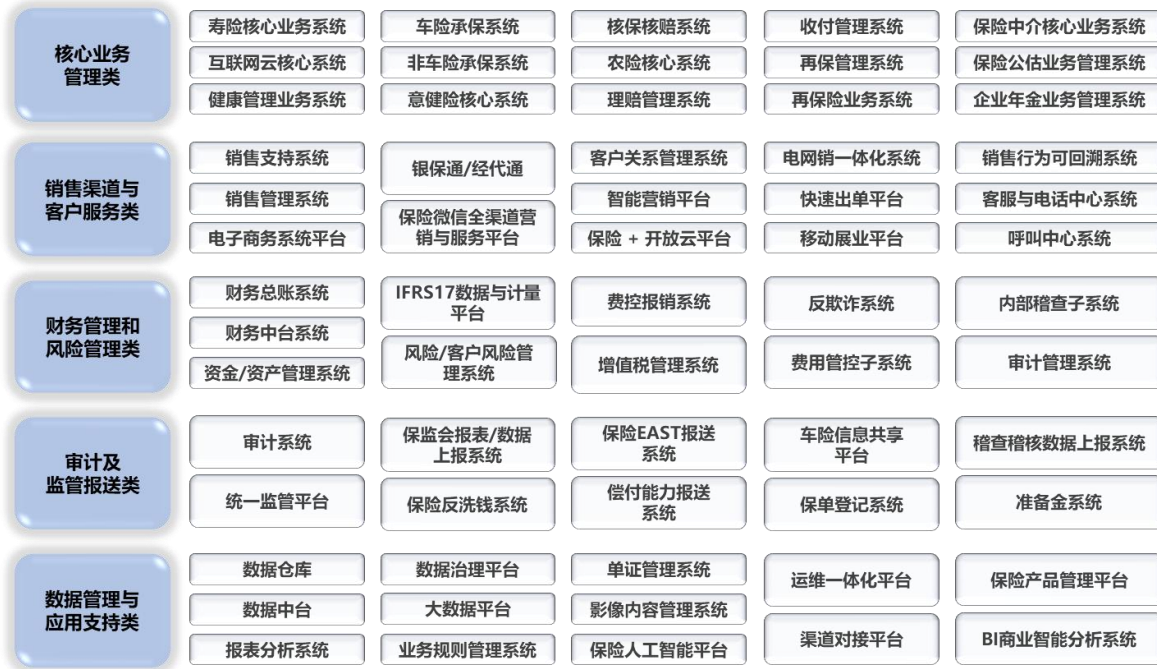 核心业务
管理类
寿险核心业务系统
车险承保系统
核保核赔系统
收付管理系统
保险中介核心业务系统
互联网云核心系统
非车险承保系统
农险核心系统
再保管理系统
保险公估业务管理系统
健康管理业务系统
意健险核心系统
理赔管理系统
再保险业务系统
企业年金业务管理系统
销售渠道与
客户服务类
销售支持系统
银保通/经代通
客户关系管理系统
电网销一体化系统
销售行为可回溯系统
销售管理系统
保险微信全渠道营
销与服务平台
智能营销平台
快速出单平台
客服与电话中心系统
电子商务系统平台
保险 + 开放云平台
移动展业平台
呼叫中心系统
财务管理和
风险管理类
财务总账系统
IFRS17数据与计量
平台
费控报销系统
反欺诈系统
内部稽查子系统
财务中台系统
风险/客户风险管
理系统
增值税管理系统
费用管控子系统
审计管理系统
资金/资产管理系统
审计及
监管报送类
审计系统
保监会报表/数据
上报系统
保险EAST报送
系统
车险信息共享
平台
稽查稽核数据上报系统
统一监管平台
保险反洗钱系统
偿付能力报送
系统
保单登记系统
准备金系统
数据管理与
应用支持类
数据仓库
数据治理平台
单证管理系统
运维一体化平台
保险产品管理平台
数据中台
大数据平台
影像内容管理系统
渠道对接平台
BI商业智能分析系统
报表分析系统
业务规则管理系统
保险人工智能平台